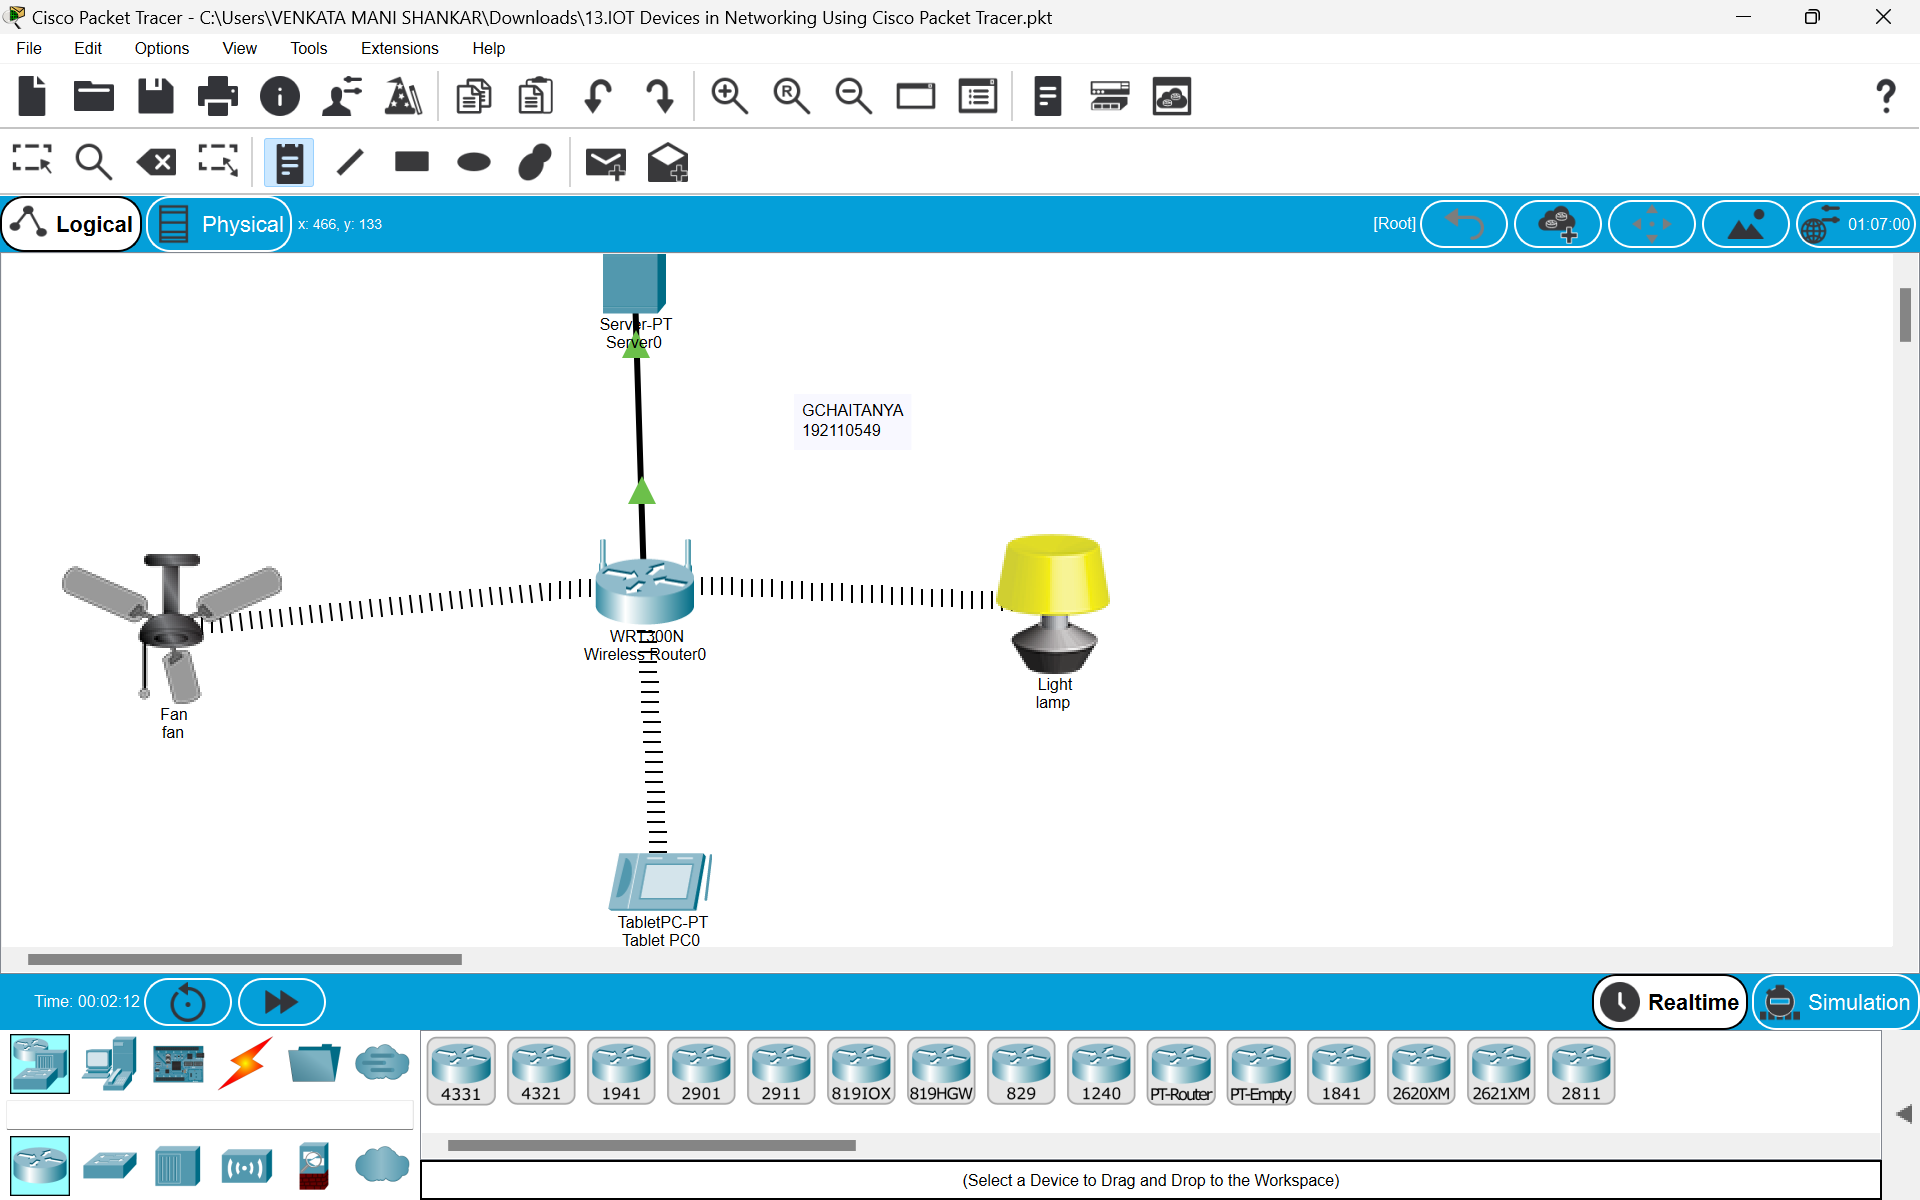 Cisco Packet Tracer - C:\Users\VENKATA MANI SHANKAR\Downloads\13.IOT Devices in Networking Using Cisco Packet Tracer.pkt
File Edit Options View Tools Extensions Help
Logical Physical x: 466, y: 133 [Root] 01:07:00
Server-PT
Server0
GCHAITANYA
192110549
WRT300N
Wireless Router0
Light
lamp
Fan
fan
TabletPC-PT
Tablet PC0
Time: 00:02:12 Realtime Simulation
4331 4321 1941 2901 2911 819IOX 819HGW 829 1240 PT-Router PT-Empty 1841 2620XM 2621XM 2811
(Select a Device to Drag and Drop to the Workspace)